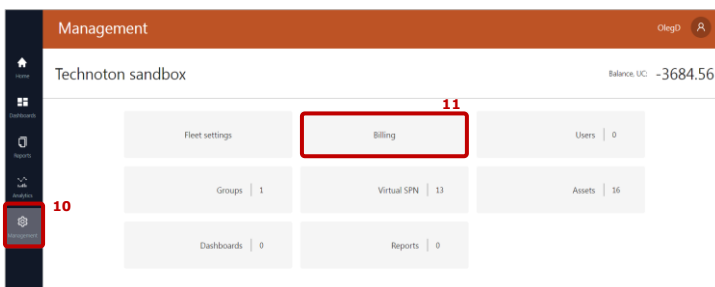 Management
OlegD
Home
Technoton sandbox
Balance, UC: -3684.56
Dashboards
11
Fleet settings
Billing
Users 0
Reports
Groups 1
Virtual SPN 13
Assets 16
Analytics
10
Management
Dashboards 0
Reports 0